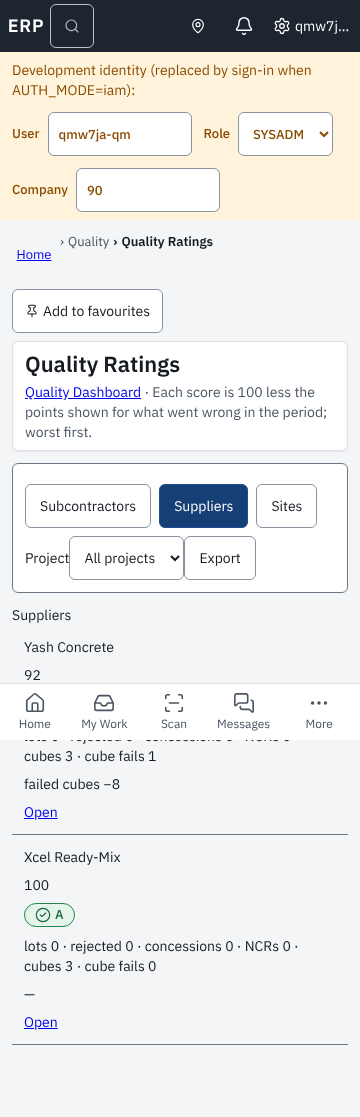 ERP
qmw7j...
Development identity (replaced by sign-in when
AUTH_MODE=iam):
User
qmw7ja-qm
Role
SYSADM
Company
90
Home › Quality › Quality Ratings
Add to favourites
Quality Ratings
Quality Dashboard · Each score is 100 less the
points shown for what went wrong in the period;
worst first.
Subcontractors
Suppliers
Sites
Project
All projects
Export
Suppliers
Yash Concrete
92
Home
My Work
Scan
Messages
More
cubes 3 · cube fails 1
failed cubes −8
Open
Xcel Ready-Mix
100
A
lots 0 · rejected 0 · concessions 0 · NCRs 0 ·
cubes 3 · cube fails 0
—
Open